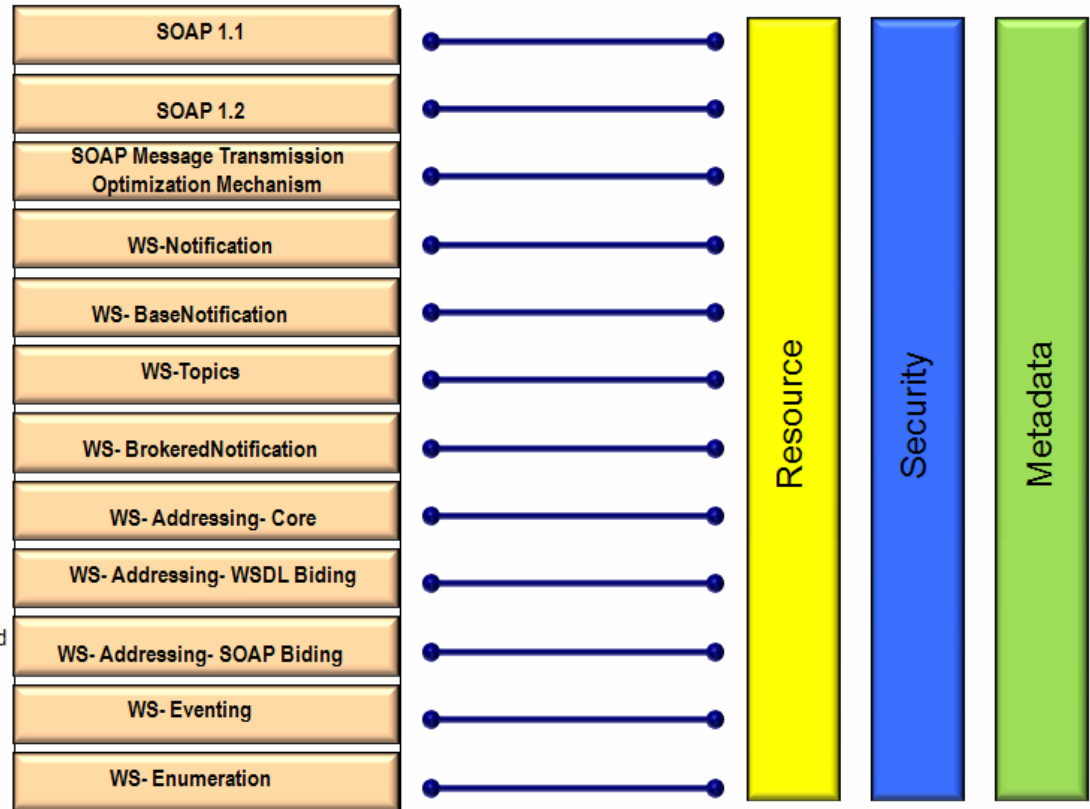 SOAP 1.1
SOAP 1.2
SOAP Message Transmission
Optimization Mechanism
WS-Notification
WS- BaseNotification
WS-Topics
WS- BrokeredNotification
WS- Addressing- Core
WS- Addressing- WSDL Biding
d
WS- Addressing- SOAP Biding
WS- Eventing
WS- Enumeration
Resource
Security
Metadata